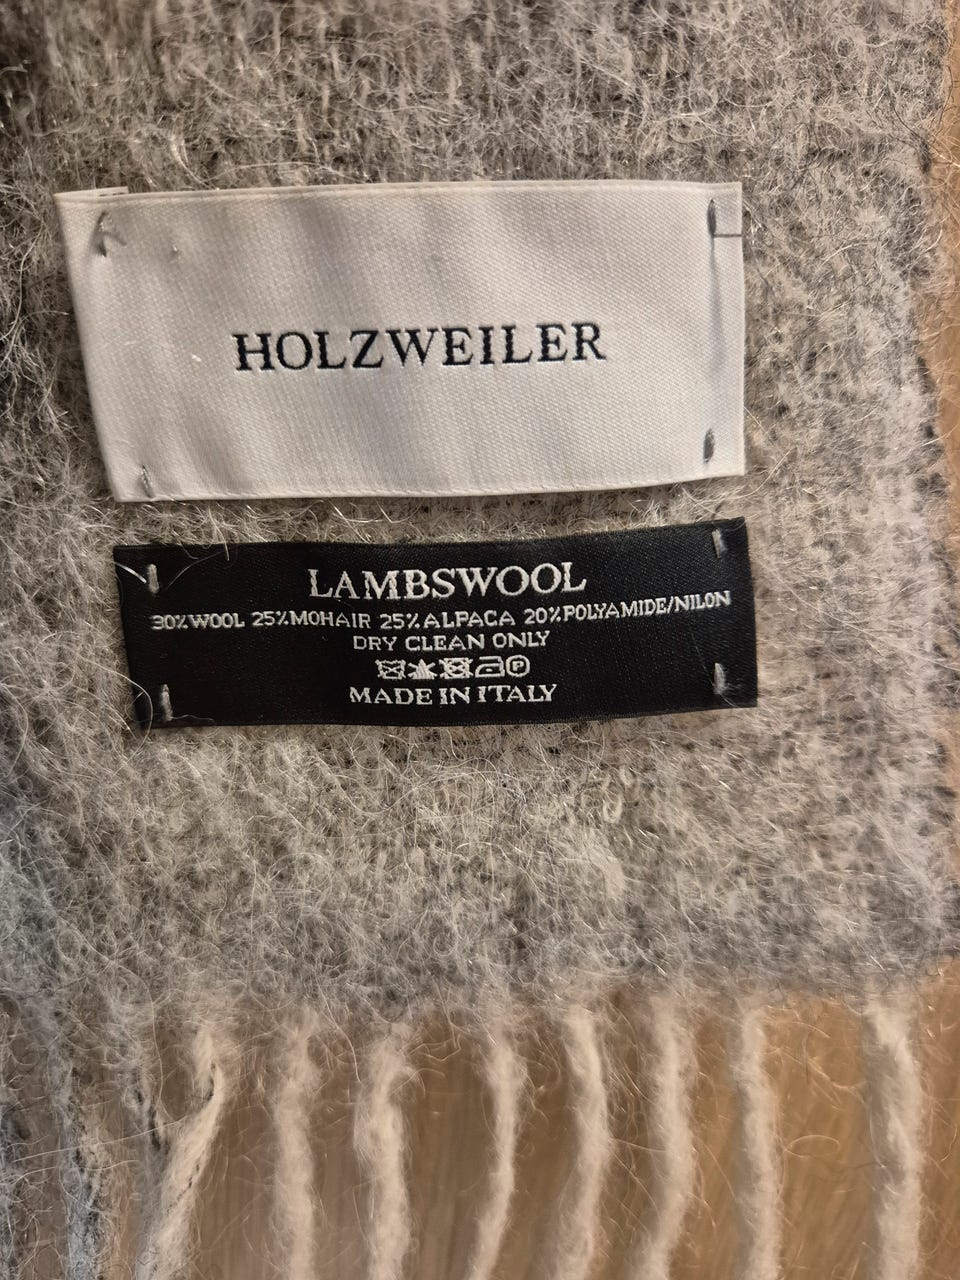 HOLZWEILER
LAMBSWOOL
30%WOOL 25%MOHAIR 25%ALPACA 20%POLYAMIDE/NILON
DRY CLEAN ONLY
P
MADE IN ITALY